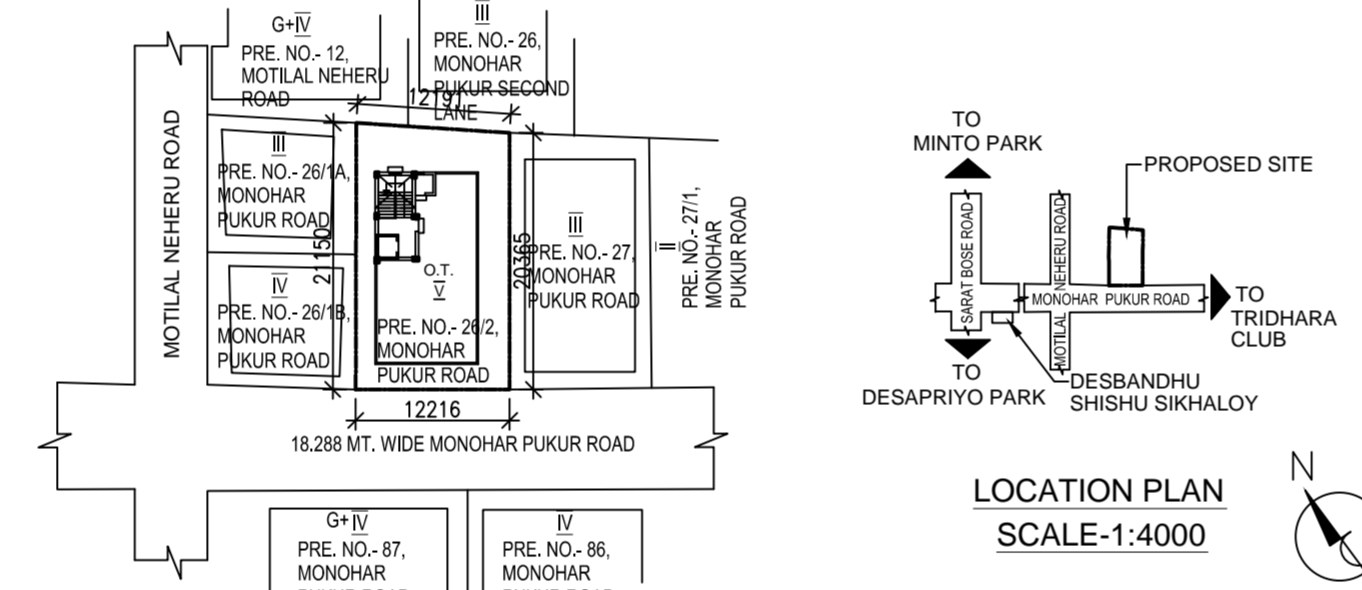 G+IV
PRE. NO.- 12,
MOTILAL NEHERU
ROAD
III
PRE. NO.- 26,
MONOHAR
PUKUR SECOND
LANE
12191
MOTILAL NEHERU ROAD
III
PRE. NO.- 26/1A,
MONOHAR
PUKUR ROAD
21150
IV
PRE. NO.- 26/1B,
MONOHAR
PUKUR ROAD
O.T.
V
PRE. NO.- 26/2,
MONOHAR
PUKUR ROAD
20365
III
PRE. NO.- 27,
MONOHAR
PUKUR ROAD
II
PRE. NO.- 27/1,
MONOHAR
PUKUR ROAD
12216
18.288 MT. WIDE MONOHAR PUKUR ROAD
G+IV
PRE. NO.- 87,
MONOHAR
IV
PRE. NO.- 86,
MONOHAR
TO
MINTO PARK
PROPOSED SITE
SARAT BOSE ROAD
MOTILAL NEHERU ROAD
MONOHAR PUKUR ROAD
TO
TRIDHARA
CLUB
TO
DESAPRIYO PARK
DESBANDHU
SHISHU SIKHALOY
LOCATION PLAN
SCALE-1:4000
N